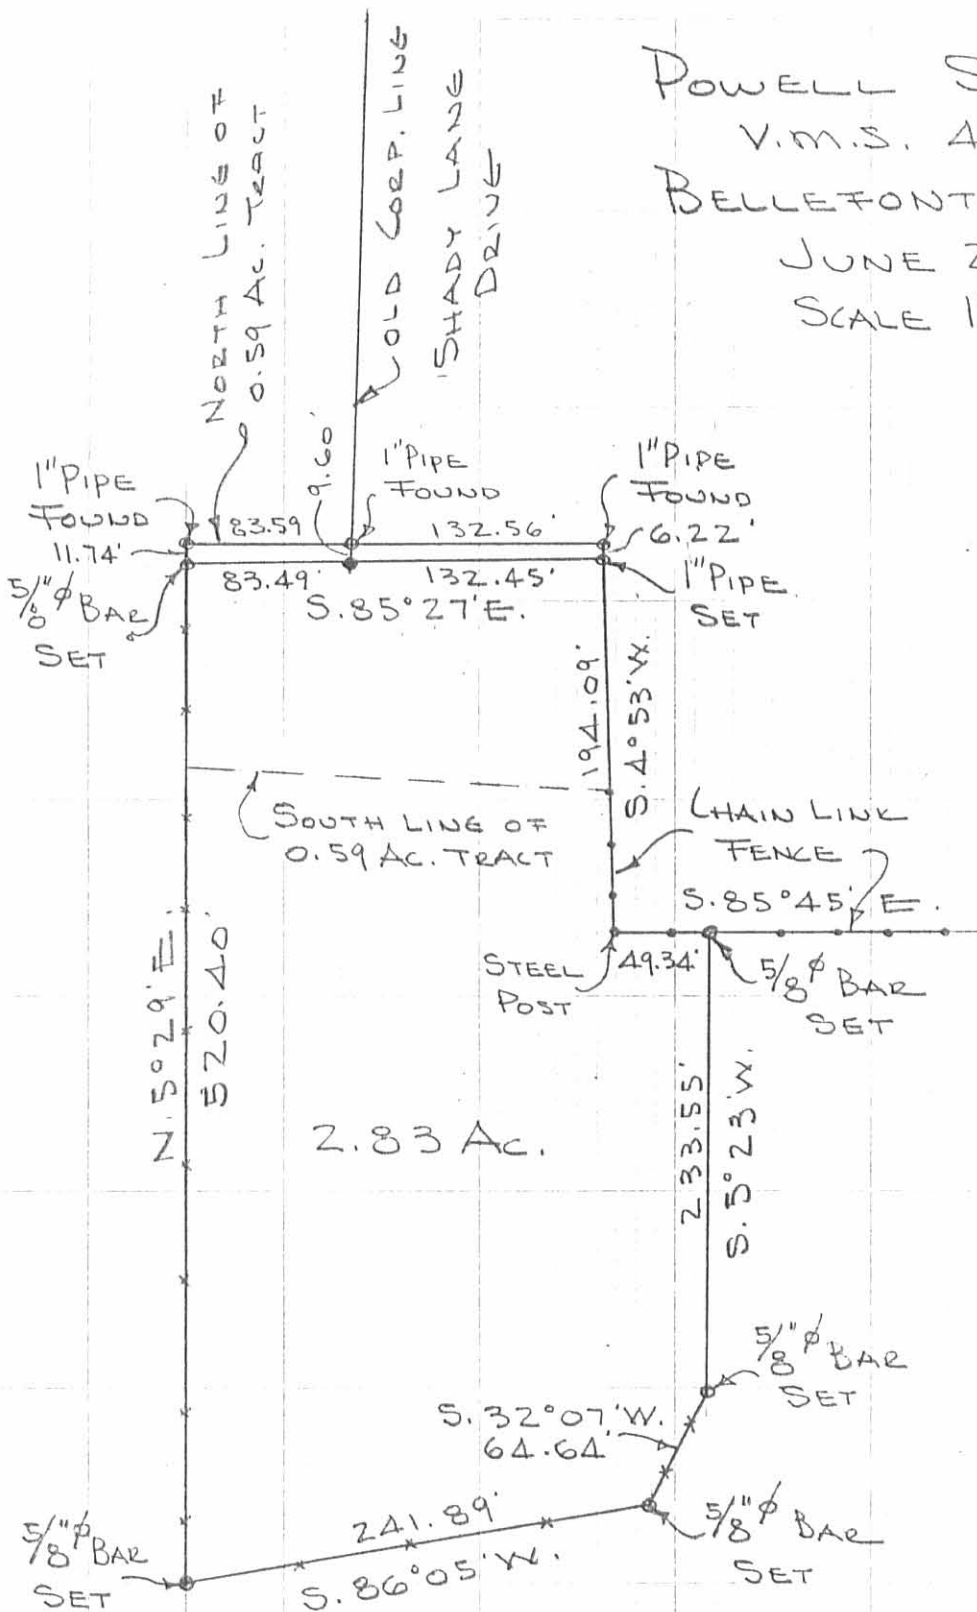 POWELL S
V.M.S. 4
BELLEFONT
JUNE 2
SCALE 1
NORTH LINE OF
0.59 AC. TRACT
OLD CORP. LINE
SHADY LANE
DRIVE
1" PIPE
FOUND
11.74'
5/8" ϕ BAR
SET
83.59
9.60'
1" PIPE
FOUND
132.56'
1" PIPE
FOUND
6.22'
1" PIPE
SET
83.49'
132.45'
S. 85° 27' E.
194.09'
S. 4° 53' W.
SOUTH LINE OF
0.59 AC. TRACT
CHAIN LINK
FENCE
S. 85° 45' E.
STEEL
POST
49.34'
5/8 ϕ BAR
SET
N. 5° 29' E.
520.40
2.83 AC.
233.55'
S. 5° 23' W.
5/8" ϕ BAR
SET
S. 32° 07' W.
64.64'
5/8" ϕ BAR
SET
241.89'
S. 86° 05' W.
5/8" ϕ BAR
SET